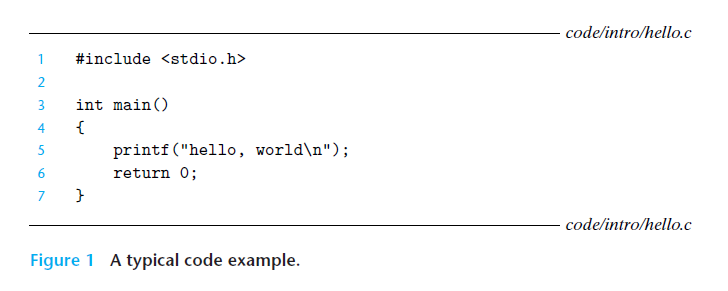 code/intro/hello.c
1 #include <stdio.h>
2
3 int main()
4 {
5     printf("hello, world\n");
6     return 0;
7 }
code/intro/hello.c
Figure 1 A typical code example.